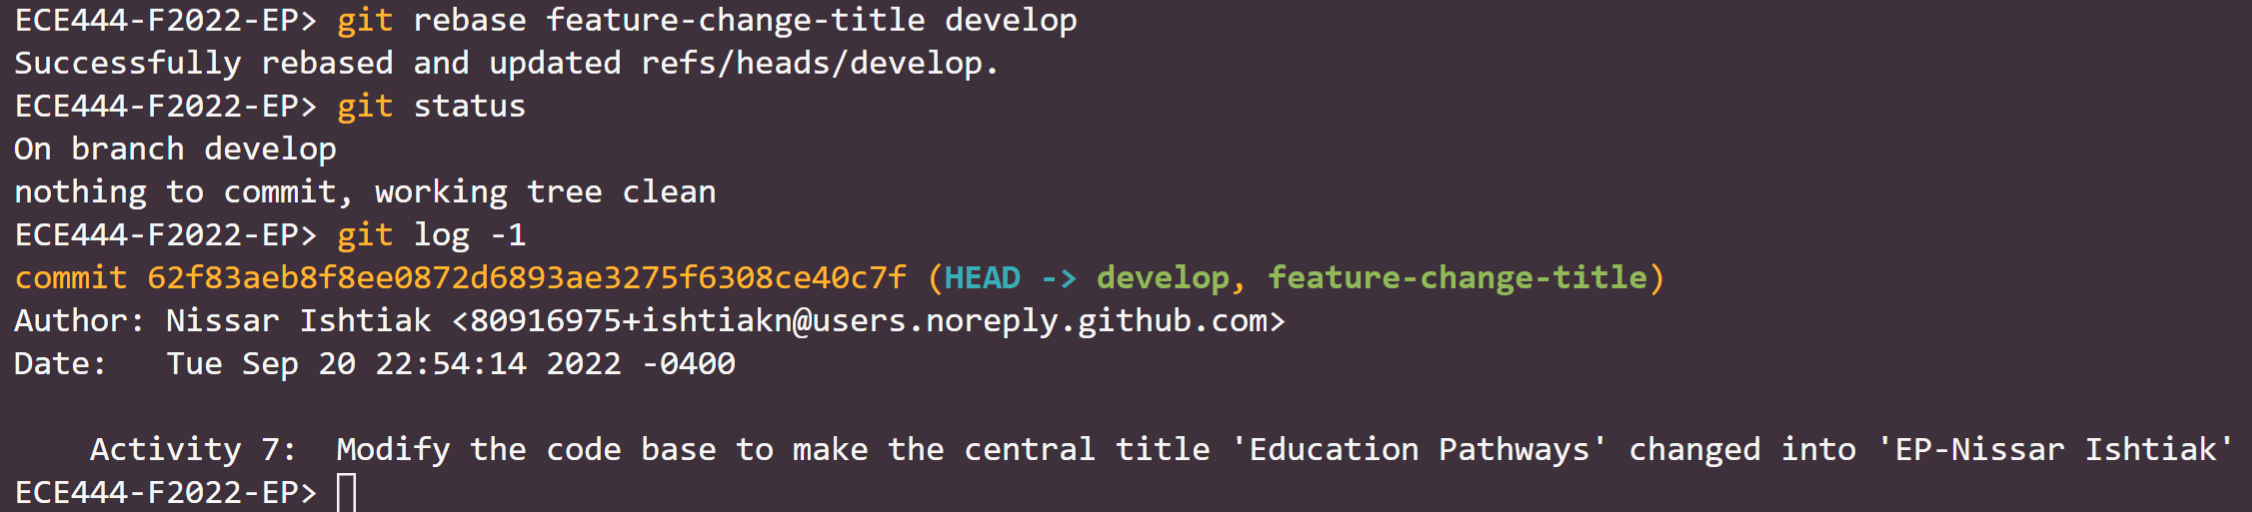 ECE444-F2022-EP> git rebase feature-change-title develop
Successfully rebased and updated refs/heads/develop.
ECE444-F2022-EP> git status
On branch develop
nothing to commit, working tree clean
ECE444-F2022-EP> git log -1
commit 62f83aeb8f8ee0872d6893ae3275f6308ce40c7f (HEAD -> develop, feature-change-title)
Author: Nissar Ishtiak <80916975+ishtiakn@users.noreply.github.com>
Date:   Tue Sep 20 22:54:14 2022 -0400
    Activity 7:  Modify the code base to make the central title 'Education Pathways' changed into 'EP-Nissar Ishtiak'
ECE444-F2022-EP>